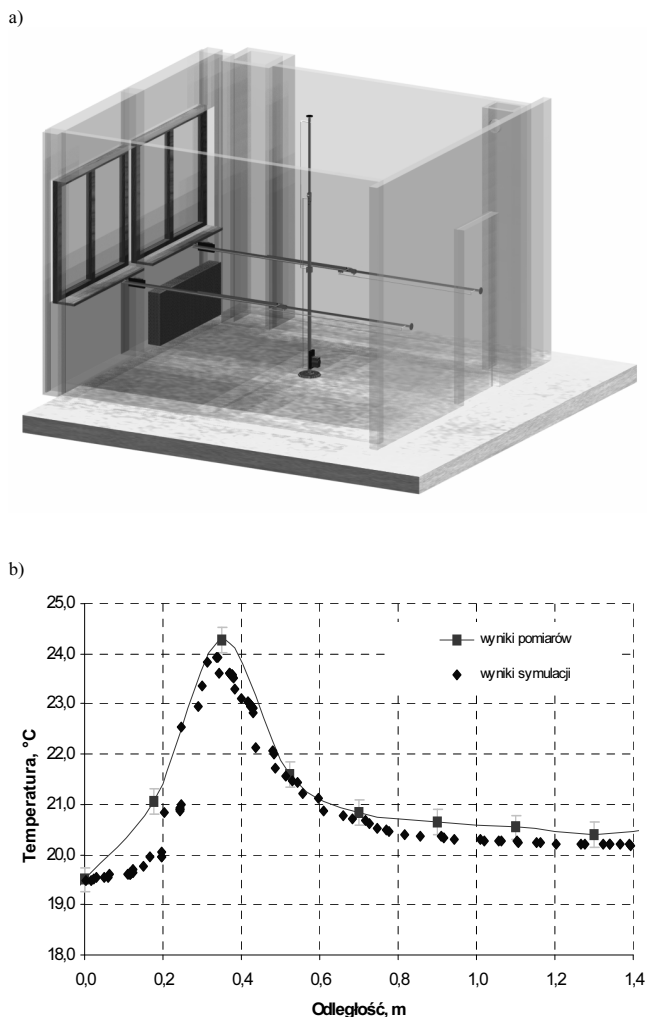 a)
b)
25,0
24,0
23,0
22,0
21,0
20,0
19,0
18,0
Temperatura, °C
wyniki pomiarów
wyniki symulacji
0,0 0,2 0,4 0,6 0,8 1,0 1,2 1,4
Odległość, m